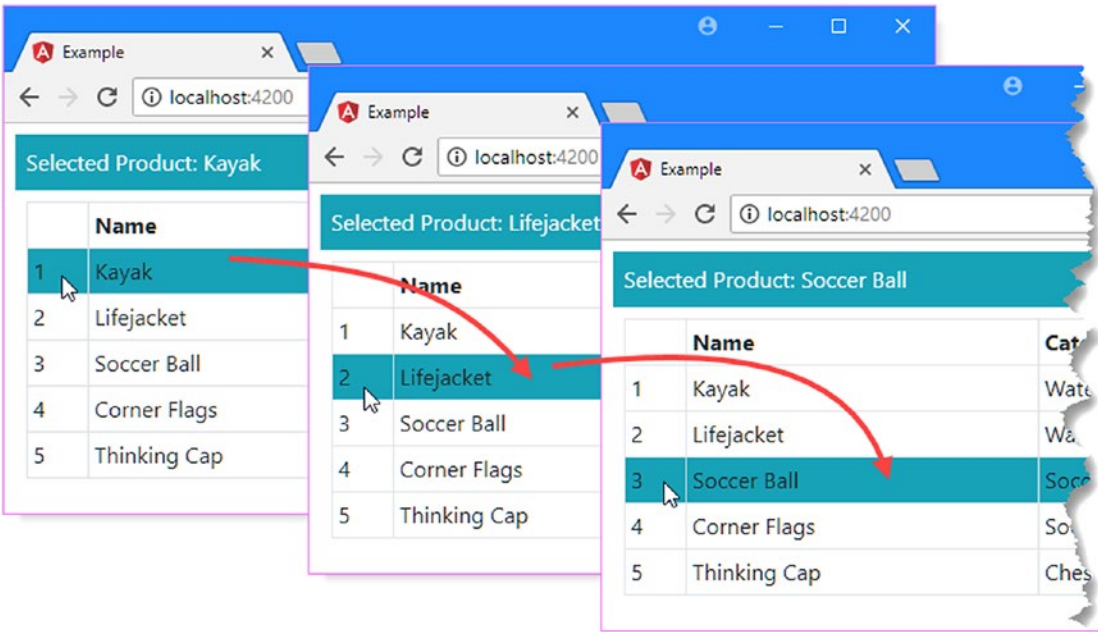 Example
localhost:4200
Selected Product: Kayak
Name
1 Kayak
2 Lifejacket
3 Soccer Ball
4 Corner Flags
5 Thinking Cap
Example
localhost:4200
Selected Product: Lifejacket
Name
1 Kayak
2 Lifejacket
3 Soccer Ball
4 Corner Flags
5 Thinking Cap
Example
localhost:4200
Selected Product: Soccer Ball
Name
1 Kayak
2 Lifejacket
3 Soccer Ball
4 Corner Flags
5 Thinking Cap